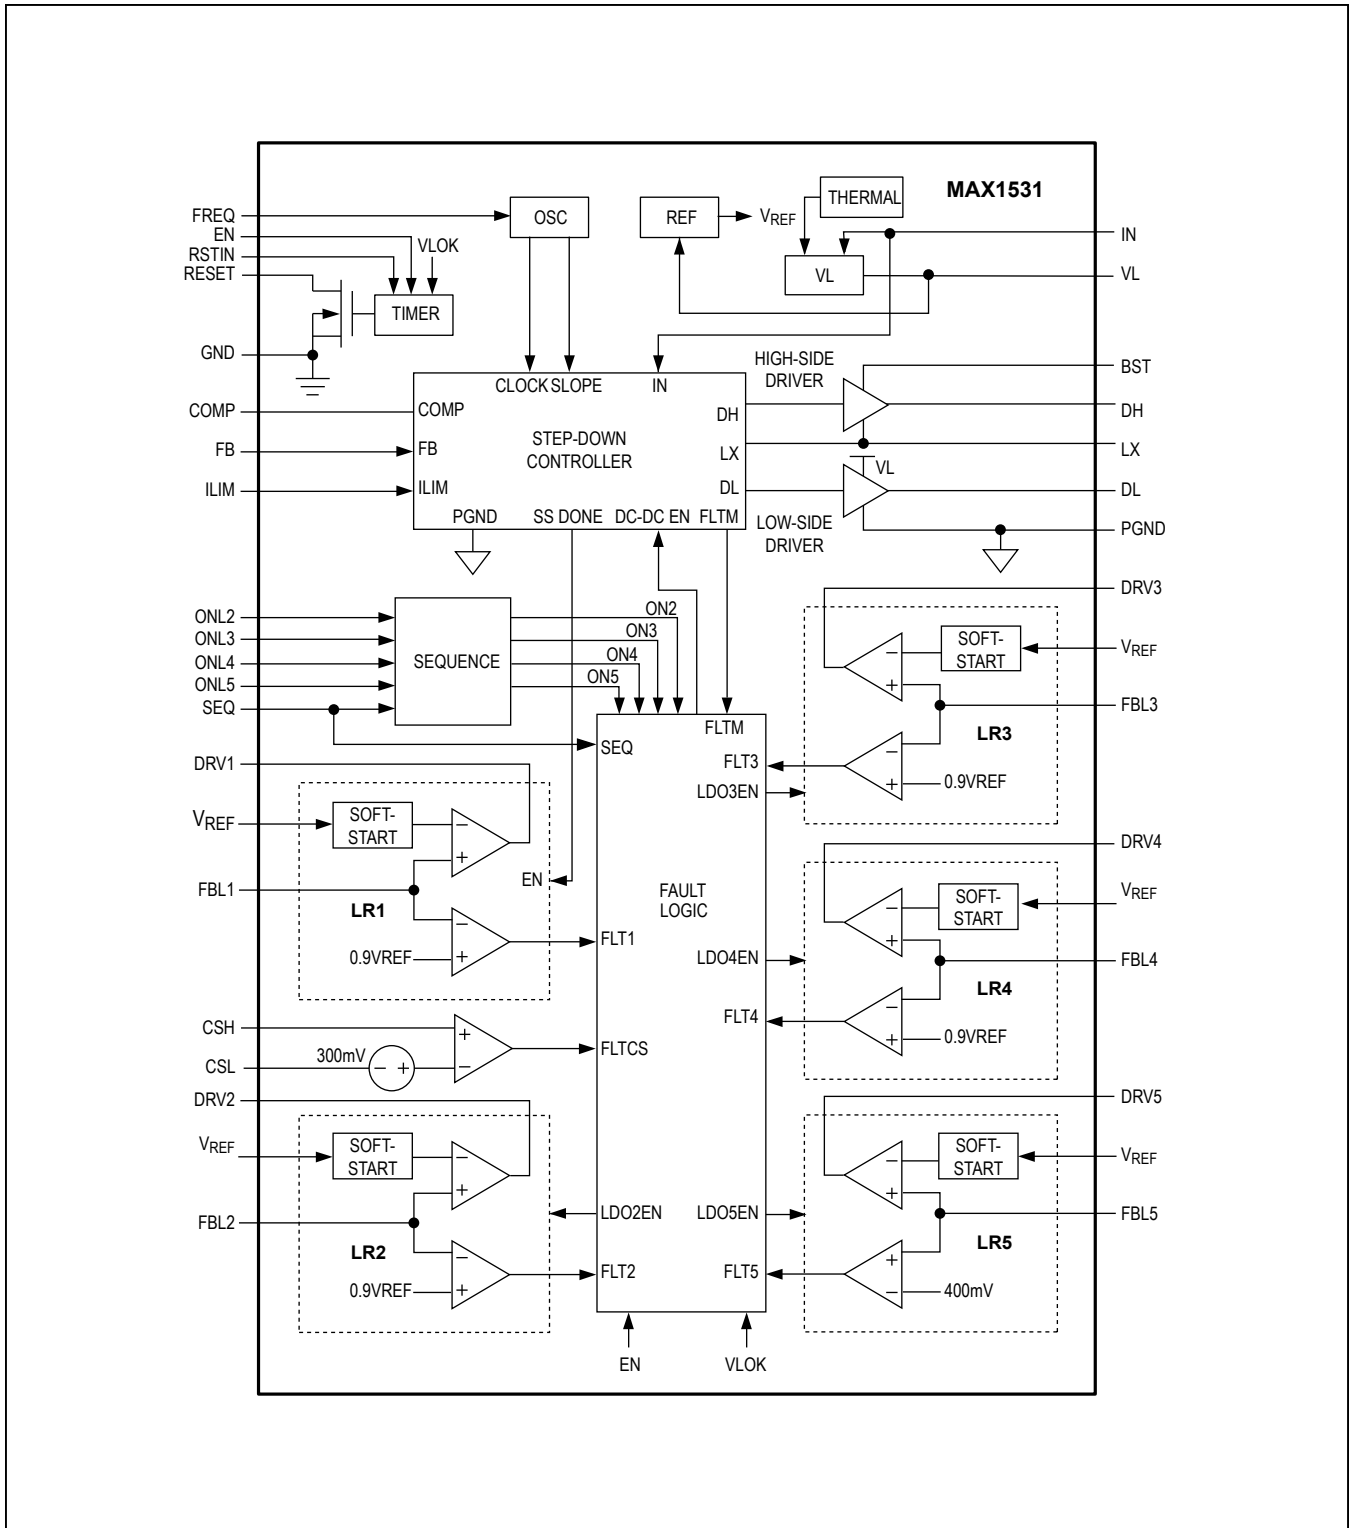 MAX1531
THERMAL
FREQ
OSC
REF
VREF
EN
IN
RSTIN
VLOK
RESET
VL
VL
TIMER
GND
HIGH-SIDE
DRIVER
BST
CLOCK SLOPE
IN
COMP
COMP
DH
DH
FB
FB
STEP-DOWN
CONTROLLER
LX
LX
VL
ILIM
ILIM
DL
DL
PGND
SS DONE
DC-DC EN
FLTM
LOW-SIDE
DRIVER
PGND
DRV3
ONL2
ON2
ONL3
ON3
SOFT-
START
VREF
ONL4
SEQUENCE
ON4
−
ONL5
ON5
+
SEQ
FBL3
FLTM
LR3
SEQ
−
DRV1
FLT3
+
0.9VREF
LDO3EN
SOFT-
START
VREF
−
+
DRV4
EN
FBL1
LR1
FAULT
LOGIC
SOFT-
START
VREF
−
+
−
FLT1
0.9VREF
+
LDO4EN
FBL4
LR4
−
FLT4
CSH
+
0.9VREF
+
FLTCS
300mV
CSL
− +
−
DRV2
DRV5
VREF
SOFT-
START
−
+
SOFT-
START
VREF
−
+
LDO2EN
LDO5EN
FBL2
FBL5
LR2
LR5
−
+
FLT2
FLT5
0.9VREF
+
−
400mV
EN
VLOK